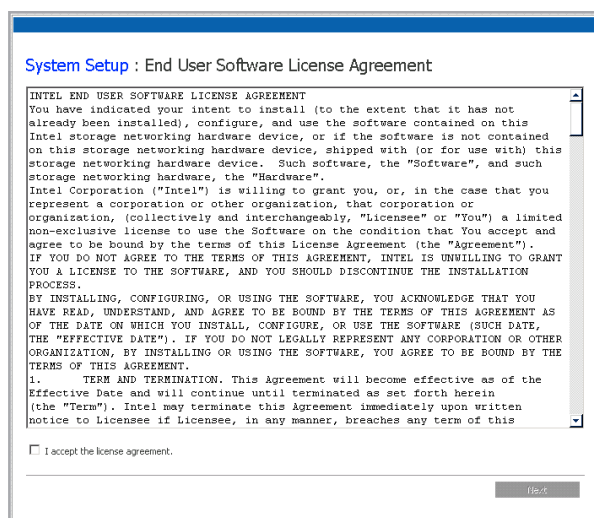 System Setup : End User Software License Agreement
INTEL END USER SOFTWARE LICENSE AGREEMENT
You have indicated your intent to install (to the extent that it has not
already been installed), configure, and use the software contained on this
Intel storage networking hardware device, or if the software is not contained
on this storage networking hardware device, shipped with (or for use with) this
storage networking hardware device.  Such software, the "Software", and such
storage networking hardware, the "Hardware".
Intel Corporation ("Intel") is willing to grant you, or, in the case that you
represent a corporation or other organization, that corporation or
organization, (collectively and interchangeably, "Licensee" or "You") a limited
non-exclusive license to use the Software on the condition that You accept and
agree to be bound by the terms of this License Agreement (the "Agreement").
IF YOU DO NOT AGREE TO THE TERMS OF THIS AGREEMENT, INTEL IS UNWILLING TO GRANT
YOU A LICENSE TO THE SOFTWARE, AND YOU SHOULD DISCONTINUE THE INSTALLATION
PROCESS.
BY INSTALLING, CONFIGURING, OR USING THE SOFTWARE, YOU ACKNOWLEDGE THAT YOU
HAVE READ, UNDERSTAND, AND AGREE TO BE BOUND BY THE TERMS OF THIS AGREEMENT AS
OF THE DATE ON WHICH YOU INSTALL, CONFIGURE, OR USE THE SOFTWARE (SUCH DATE,
THE "EFFECTIVE DATE"). IF YOU DO NOT LEGALLY REPRESENT ANY CORPORATION OR OTHER
ORGANIZATION, BY INSTALLING OR USING THE SOFTWARE, YOU AGREE TO BE BOUND BY THE
TERMS OF THIS AGREEMENT.
1.      TERM AND TERMINATION. This Agreement will become effective as of the
Effective Date and will continue until terminated as set forth herein
(the "Term"). Intel may terminate this Agreement immediately upon written
notice to Licensee if Licensee, in any manner, breaches any term of this
I accept the license agreement.
Next